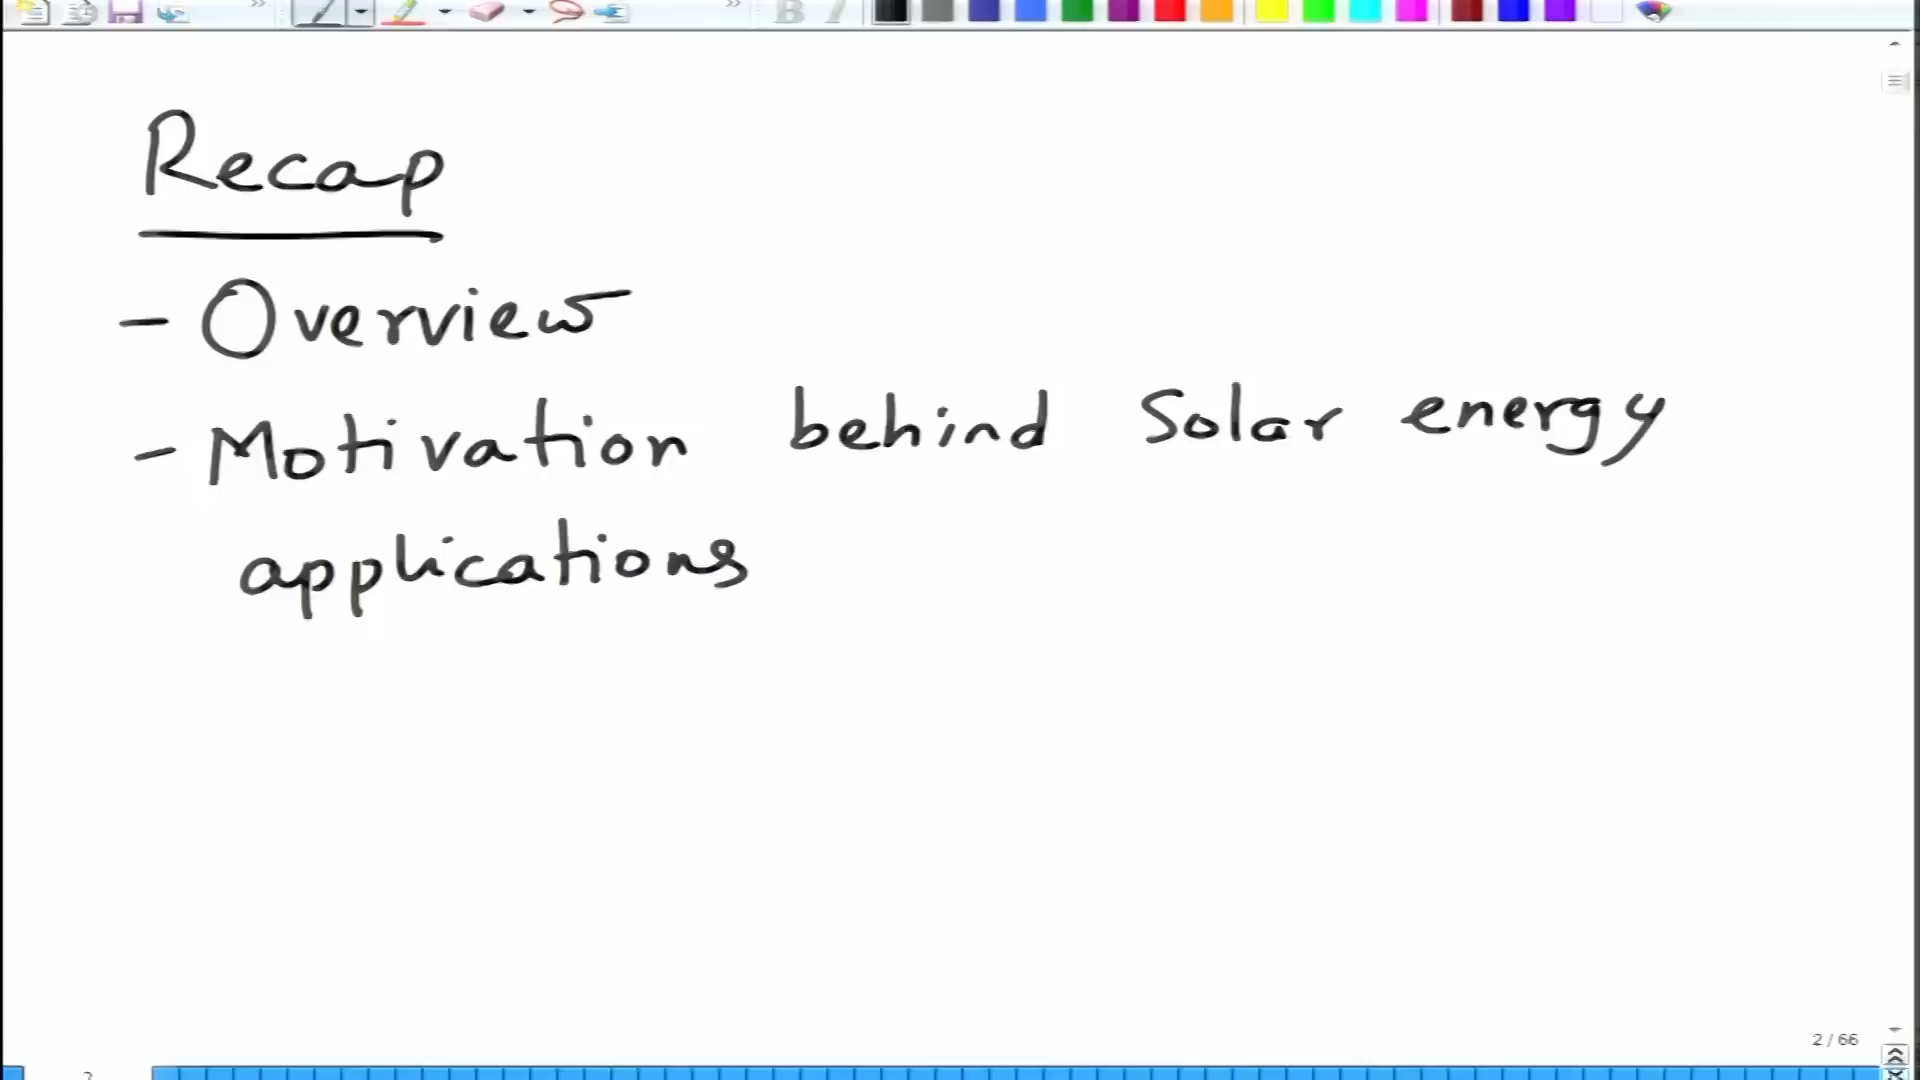 Recap
- Overview
- Motivation behind Solar energy
applications
2 / 66